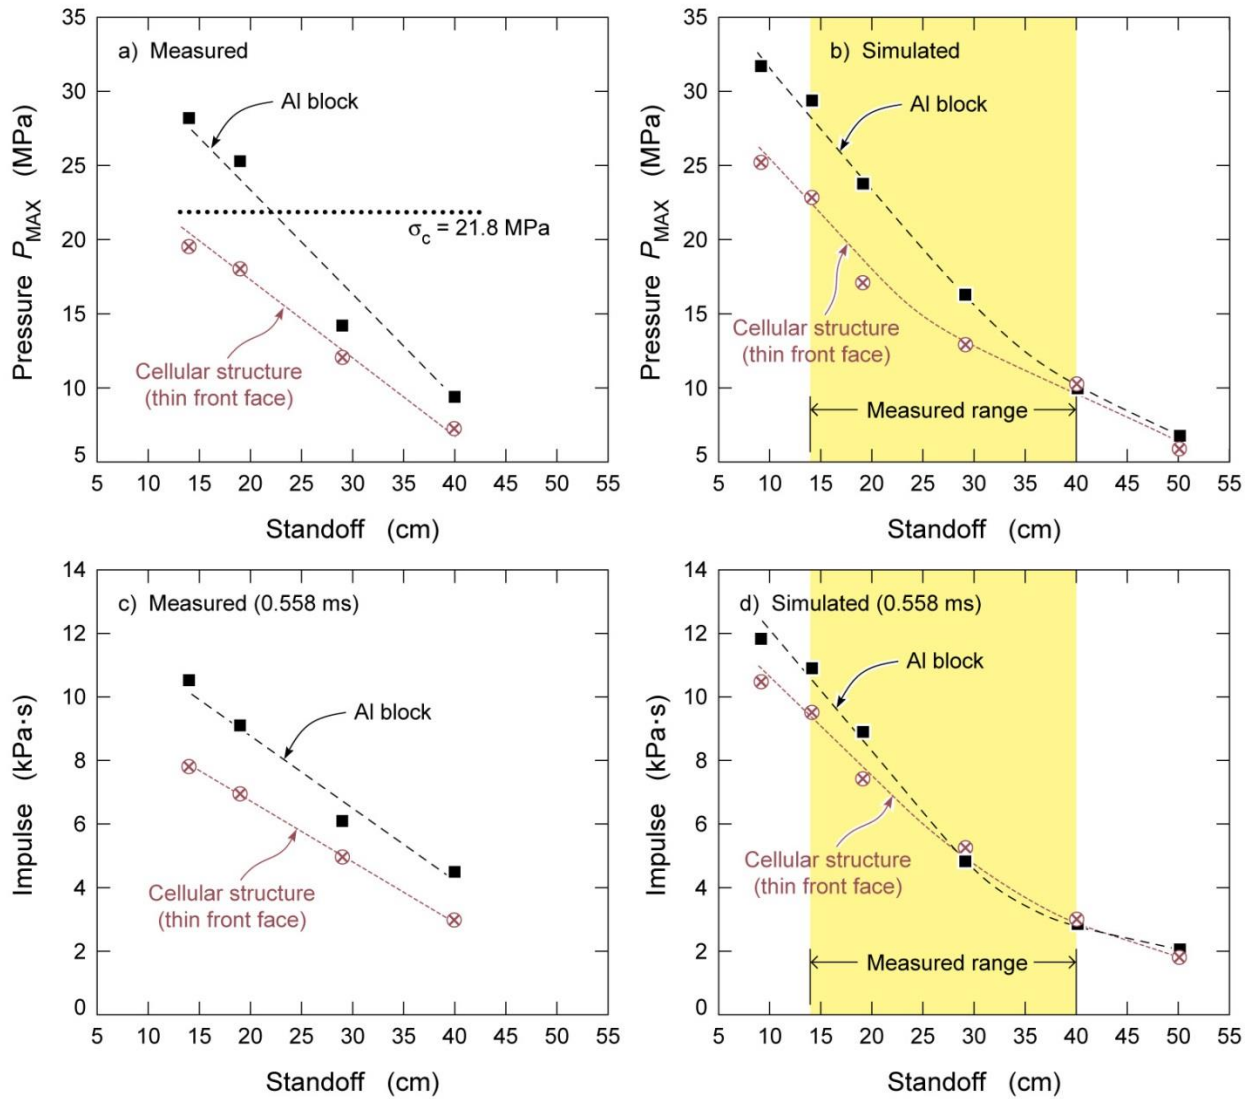 a) Measured
Al block
σc = 21.8 MPa
Cellular structure
(thin front face)
Pressure PMAX (MPa)
35
30
25
20
15
10
5
5 10 15 20 25 30 35 40 45 50 55
Standoff (cm)
b) Simulated
Al block
Cellular structure
(thin front face)
Measured range
Pressure PMAX (MPa)
35
30
25
20
15
10
5
5 10 15 20 25 30 35 40 45 50 55
Standoff (cm)
c) Measured (0.558 ms)
Al block
Cellular structure
(thin front face)
Impulse (kPa·s)
14
12
10
8
6
4
2
0
5 10 15 20 25 30 35 40 45 50 55
Standoff (cm)
d) Simulated (0.558 ms)
Al block
Cellular structure
(thin front face)
Measured range
Impulse (kPa·s)
14
12
10
8
6
4
2
0
5 10 15 20 25 30 35 40 45 50 55
Standoff (cm)